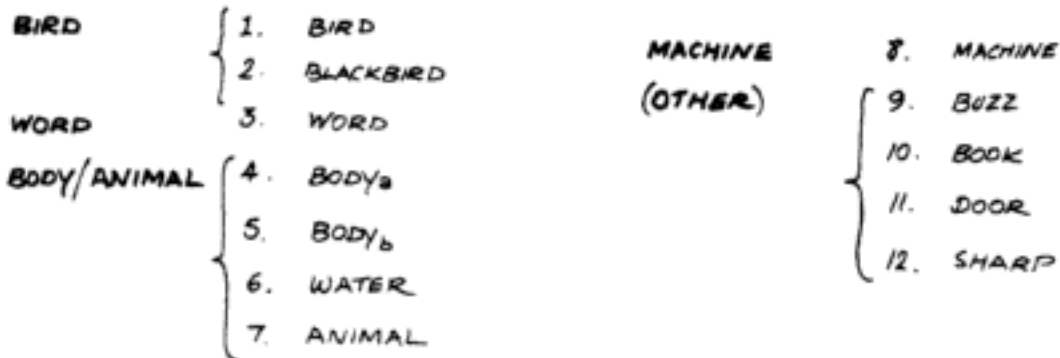 BIRD 1. BIRD
2. BLACKBIRD
WORD 3. WORD
BODY/ANIMAL 4. BODYa
5. BODYb
6. WATER
7. ANIMAL
MACHINE 8. MACHINE
(OTHER) 9. BUZZ
10. BOOK
11. DOOR
12. SHARP